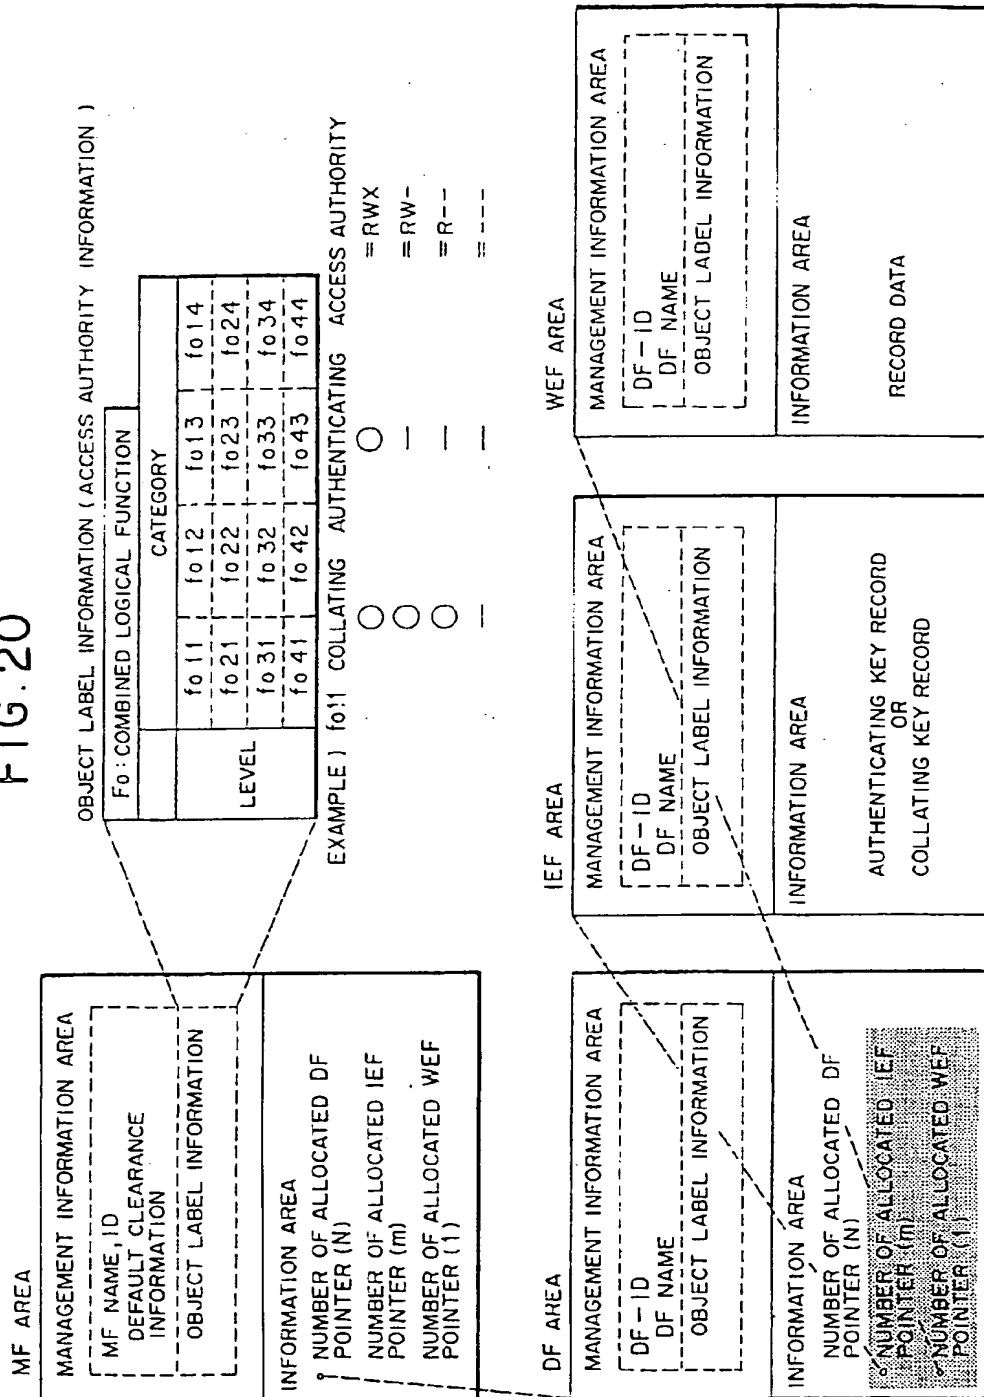 FIG. 20
MF AREA
MANAGEMENT INFORMATION AREA
MF NAME, ID
DEFAULT CLEARANCE
INFORMATION
OBJECT LABEL INFORMATION
INFORMATION AREA
NUMBER OF ALLOCATED DF
POINTER (N)
NUMBER OF ALLOCATED IEF
POINTER (m)
NUMBER OF ALLOCATED WEF
POINTER (1)
OBJECT LABEL INFORMATION ( ACCESS AUTHORITY INFORMATION )
Fo : COMBINED LOGICAL FUNCTION
CATEGORY
LEVEL
fo11 fo12 fo13 fo14
fo21 fo22 fo23 fo24
fo31 fo32 fo33 fo34
fo41 fo42 fo43 fo44
EXAMPLE ) fo11 COLLATING AUTHENTICATING ACCESS AUTHORITY
○ ○ = RWX
○ — = RW-
○ — = R--
— — = ---
DF AREA
MANAGEMENT INFORMATION AREA
DF-ID
DF NAME
OBJECT LABEL INFORMATION
INFORMATION AREA
NUMBER OF ALLOCATED DF
POINTER (N)
NUMBER OF ALLOCATED IEF
POINTER (m)
NUMBER OF ALLOCATED WEF
POINTER (1)
IEF AREA
MANAGEMENT INFORMATION AREA
DF-ID
DF NAME
OBJECT LABEL INFORMATION
INFORMATION AREA
AUTHENTICATING KEY RECORD
OR
COLLATING KEY RECORD
WEF AREA
MANAGEMENT INFORMATION AREA
DF-ID
DF NAME
OBJECT LABEL INFORMATION
INFORMATION AREA
RECORD DATA